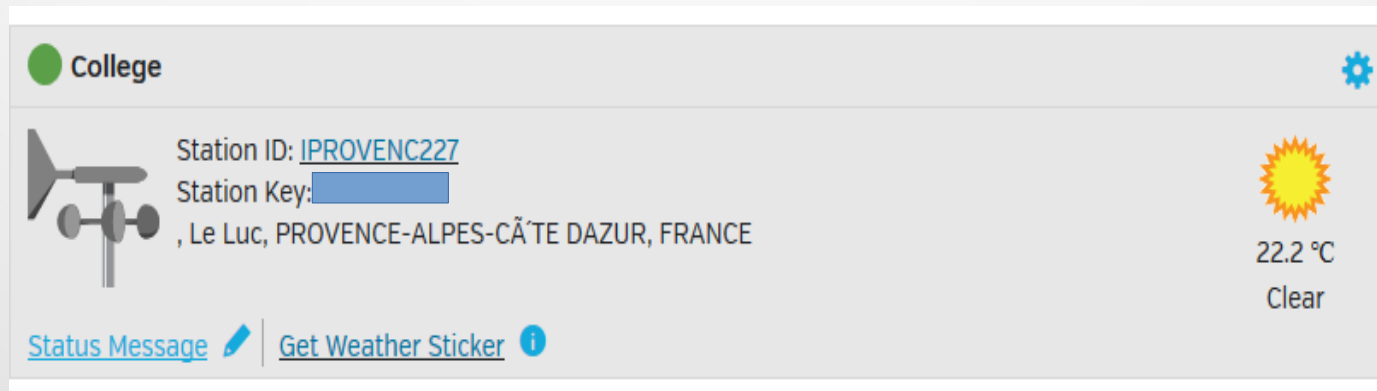 College
Station ID: IPROVENC227
Station Key:
, Le Luc, PROVENCE-ALPES-CÃ´TE DAZUR, FRANCE
22.2 °C
Clear
Status Message
Get Weather Sticker